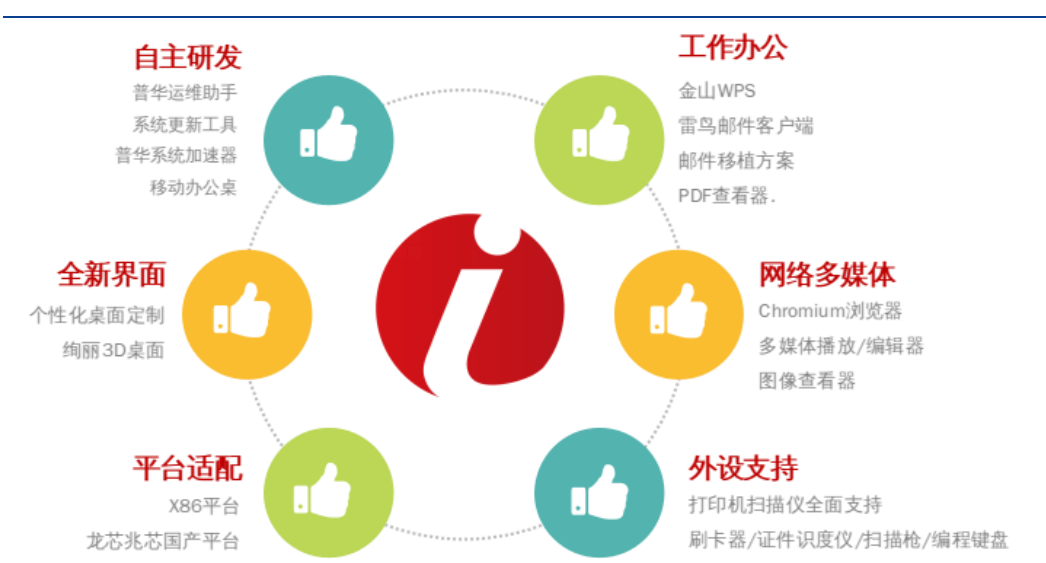 自主研发
普华运维助手
系统更新工具
普华系统加速器
移动办公桌
工作办公
金山WPS
雷鸟邮件客户端
邮件移植方案
PDF查看器.
全新界面
个性化桌面定制
绚丽3D桌面
网络多媒体
Chromium浏览器
多媒体播放/编辑器
图像查看器
平台适配
X86平台
龙芯兆芯国产平台
外设支持
打印机扫描仪全面支持
刷卡器/证件识度仪/扫描枪/编程键盘